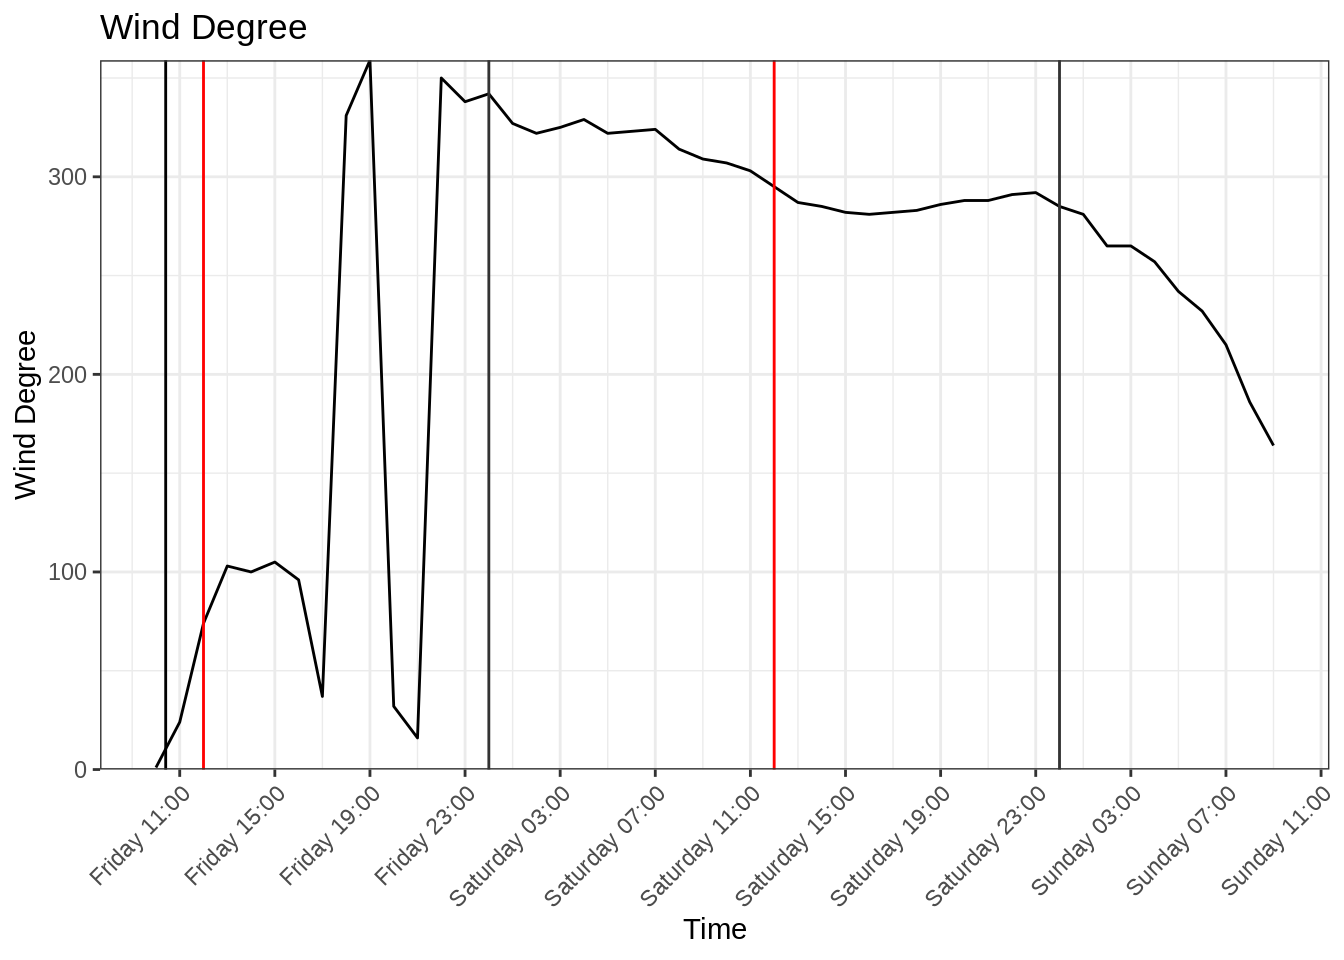 Wind Degree
Wind Degree
300
200
100
0
Friday 11:00
Friday 15:00
Friday 19:00
Friday 23:00
Saturday 03:00
Saturday 07:00
Saturday 11:00
Saturday 15:00
Saturday 19:00
Saturday 23:00
Sunday 03:00
Sunday 07:00
Sunday 11:00
Time